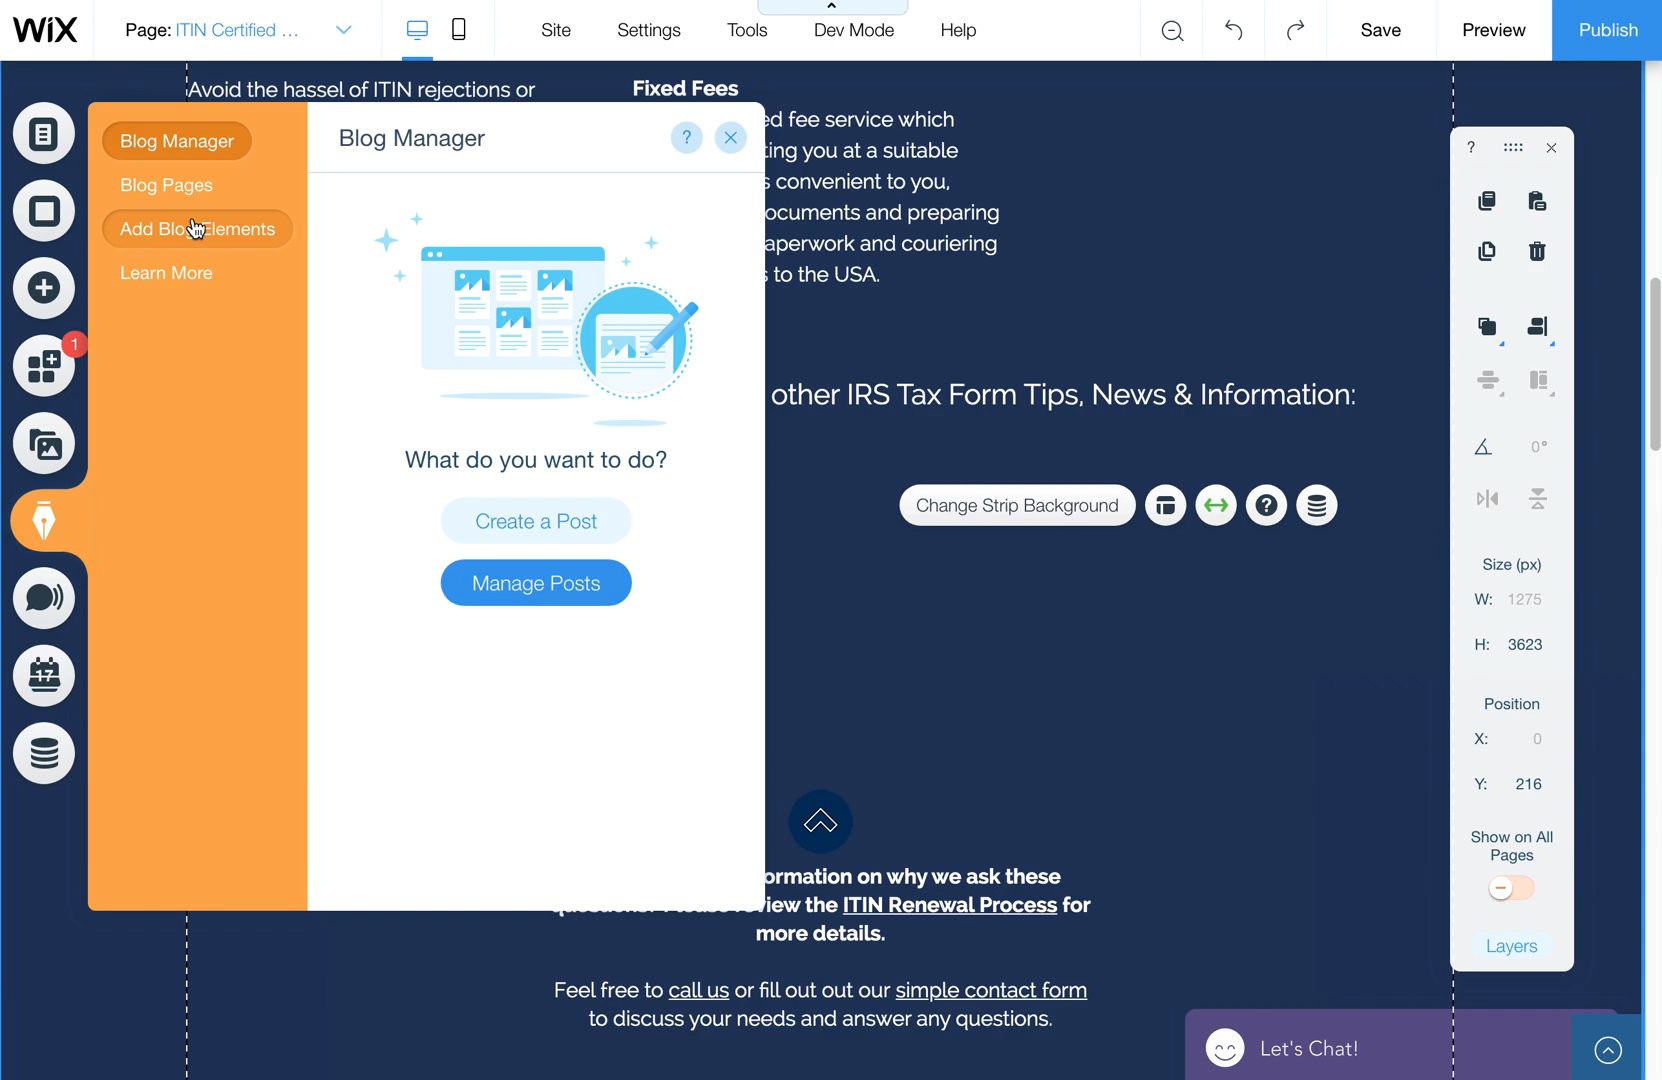 WiX
Page: ITIN Certified ...
Site
Settings
Tools
Dev Mode
Help
Save
Preview
Publish
Avoid the hassel of ITIN rejections or
Fixed Fees
ed fee service which
ting you at a suitable
s convenient to you,
ocuments and preparing
aperwork and couriering
s to the USA.
Blog Manager
Blog Pages
Add Blog Elements
Learn More
Blog Manager
?
What do you want to do?
Create a Post
Manage Posts
1
17
other IRS Tax Form Tips, News & Information:
Change Strip Background
?
ormation on why we ask these
view the ITIN Renewal Process for
more details.
Feel free to call us or fill out out our simple contact form
to discuss your needs and answer any questions.
?
0°
Size (px)
W: 1275
H: 3623
Position
X: 0
Y: 216
Show on All
Pages
Layers
Let's Chat!